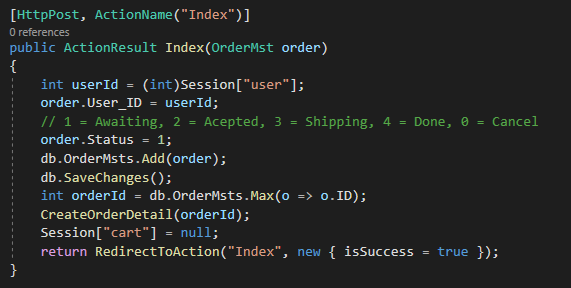 [HttpPost, ActionName("Index")]
0 references
public ActionResult Index(OrderMst order)
{
int userId = (int)Session["user"];
order.User_ID = userId;
// 1 = Awaiting, 2 = Acepted, 3 = Shipping, 4 = Done, 0 = Cancel
order.Status = 1;
db.OrderMsts.Add(order);
db.SaveChanges();
int orderId = db.OrderMsts.Max(o => o.ID);
CreateOrderDetail(orderId);
Session["cart"] = null;
return RedirectToAction("Index", new { isSuccess = true });
}